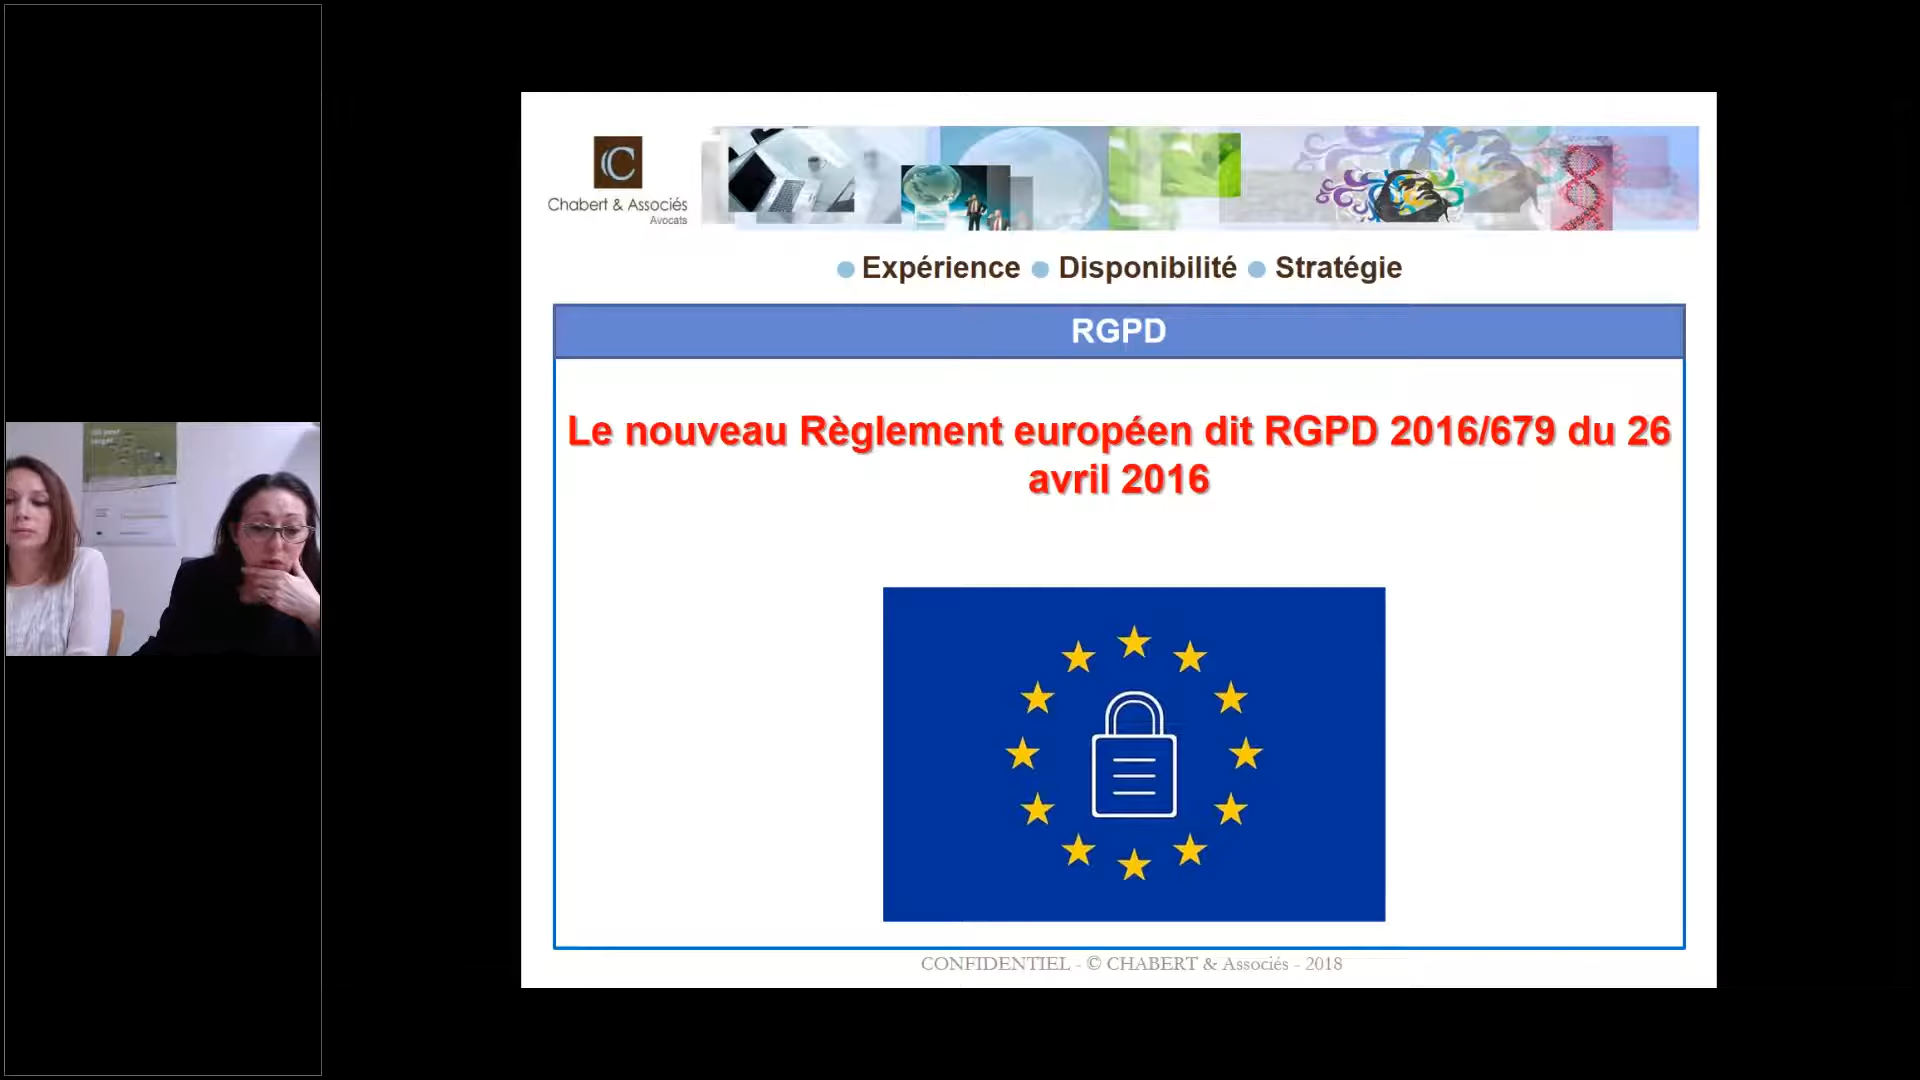 C
Chabert & Associés
Avocats
Expérience Disponibilité Stratégie
RGPD
Le nouveau Règlement européen dit RGPD 2016/679 du 26
avril 2016
CONFIDENTIEL - © CHABERT & Associés - 2018